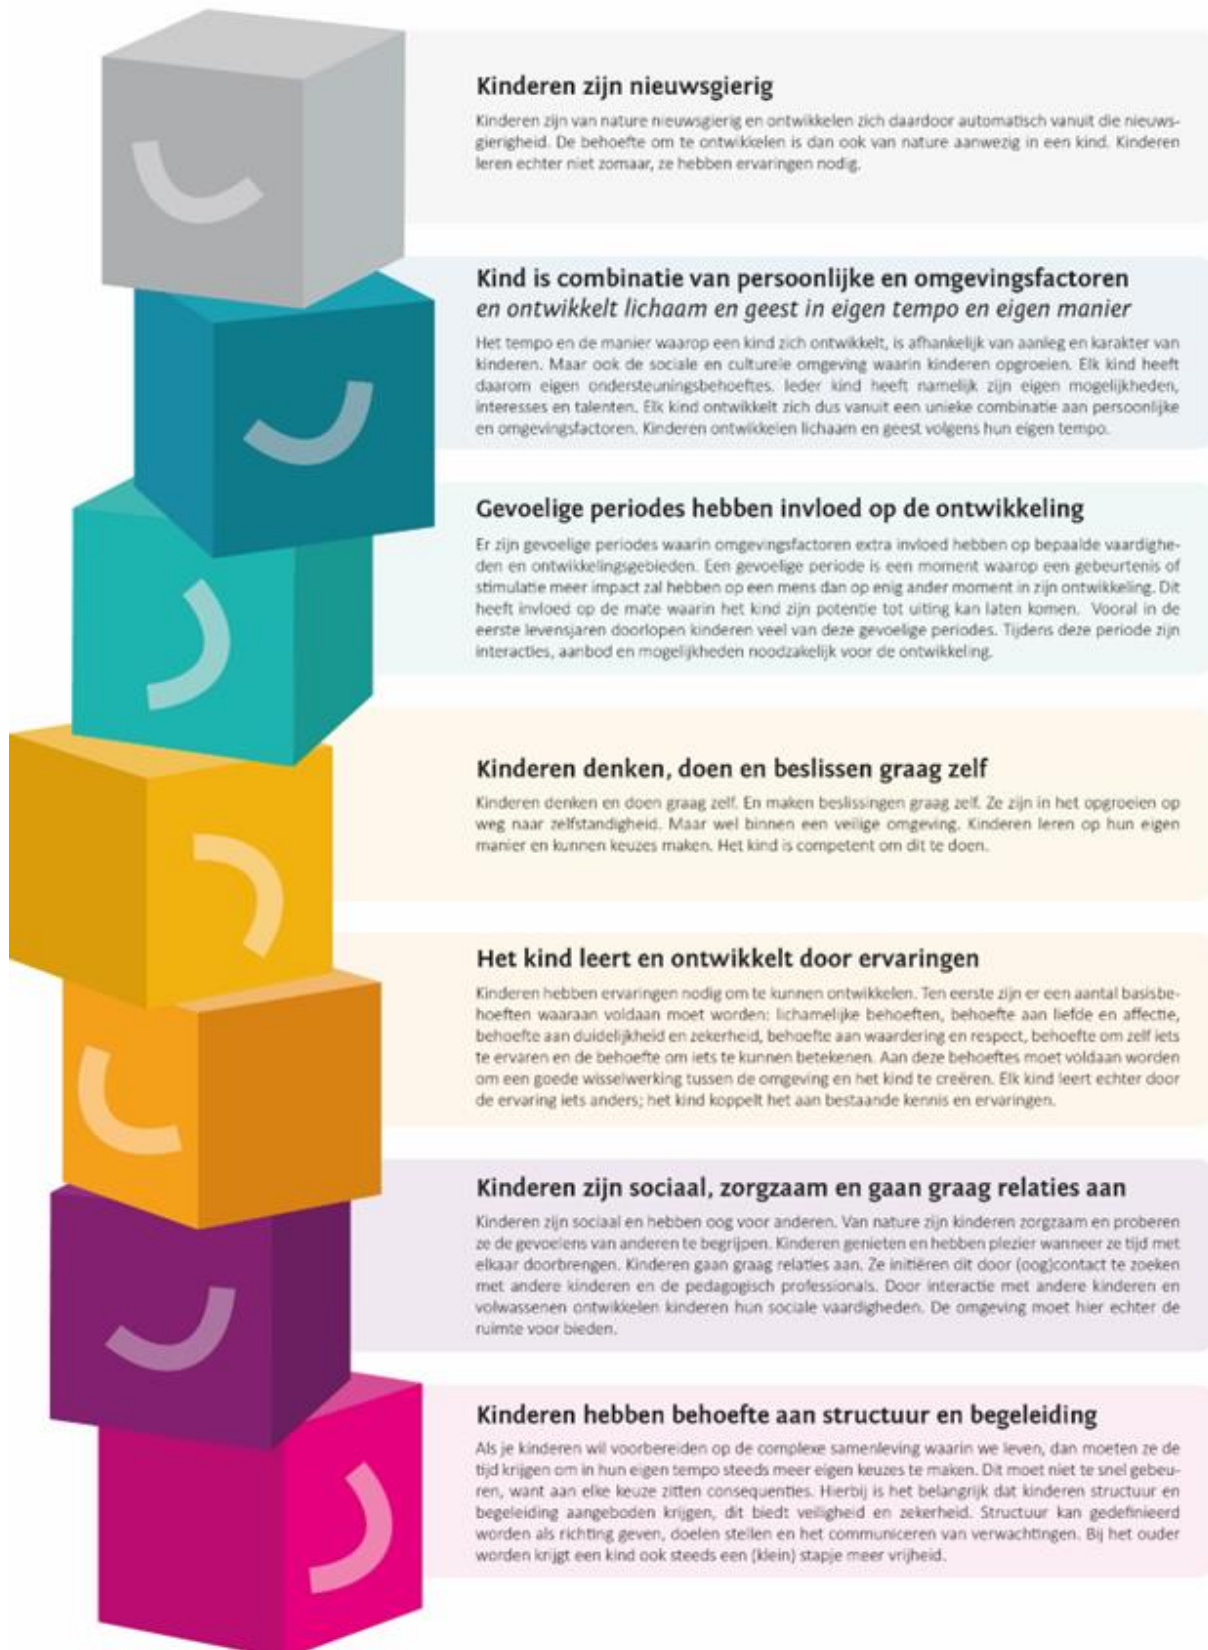 Kinderen zijn nieuwsgierig
Kinderen zijn van nature nieuwsgierig en ontwikkelen zich daardoor automatisch vanuit die nieuws-
gierigheid. De behoefte om te ontwikkelen is dan ook van nature aanwezig in een kind. Kinderen
leren echter niet zomaar, ze hebben ervaringen nodig.
Kind is combinatie van persoonlijke en omgevingsfactoren
en ontwikkelt lichaam en geest in eigen tempo en eigen manier
Het tempo en de manier waarop een kind zich ontwikkelt, is afhankelijk van aanleg en karakter van
kinderen. Maar ook de sociale en culturele omgeving waarin kinderen opgroeien. Elk kind heeft
daarom eigen ondersteuningsbehoeftes. Ieder kind heeft namelijk zijn eigen mogelijkheden,
interesses en talenten. Elk kind ontwikkelt zich dus vanuit een unieke combinatie aan persoonlijke
en omgevingsfactoren. Kinderen ontwikkelen lichaam en geest volgens hun eigen tempo.
Gevoelige periodes hebben invloed op de ontwikkeling
Er zijn gevoelige periodes waarin omgevingsfactoren extra invloed hebben op bepaalde vaardighe-
den en ontwikkelingsgebieden. Een gevoelige periode is een moment waarop een gebeurtenis of
stimulatie meer impact zal hebben op een mens dan op enig ander moment in zijn ontwikkeling. Dit
heeft invloed op de mate waarin het kind zijn potentie tot uiting kan laten komen. Vooral in de
eerste levensjaren doorlopen kinderen veel van deze gevoelige periodes. Tijdens deze periode zijn
interacties, aanbod en mogelijkheden noodzakelijk voor de ontwikkeling.
Kinderen denken, doen en beslissen graag zelf
Kinderen denken en doen graag zelf. En maken beslissingen graag zelf. Ze zijn in het opgroeien op
weg naar zelfstandigheid. Maar wel binnen een veilige omgeving. Kinderen leren op hun eigen
manier en kunnen keuzes maken. Het kind is competent om dit te doen.
Het kind leert en ontwikkelt door ervaringen
Kinderen hebben ervaringen nodig om te kunnen ontwikkelen. Ten eerste zijn er een aantal basisbe-
hoeften waaraan voldaan moet worden: lichamelijke behoeften, behoefte aan liefde en affectie,
behoefte aan duidelijkheid en zekerheid, behoefte aan waardering en respect, behoefte om zelf iets
te ervaren en de behoefte om iets te kunnen betekenen. Aan deze behoeftes moet voldaan worden
om een goede wisselwerking tussen de omgeving en het kind te creëren. Elk kind leert echter door
de ervaring iets anders; het kind koppelt het aan bestaande kennis en ervaringen.
Kinderen zijn sociaal, zorgzaam en gaan graag relaties aan
Kinderen zijn sociaal en hebben oog voor anderen. Van nature zijn kinderen zorgzaam en proberen
ze de gevoelens van anderen te begrijpen. Kinderen genieten en hebben plezier wanneer ze tijd met
elkaar doorbrengen. Kinderen gaan graag relaties aan. Ze initiëren dit door (oog)contact te zoeken
met andere kinderen en de pedagogisch professionals. Door interactie met andere kinderen en
volwassenen ontwikkelen kinderen hun sociale vaardigheden. De omgeving moet hier echter de
ruimte voor bieden.
Kinderen hebben behoefte aan structuur en begeleiding
Als je kinderen wil voorbereiden op de complexe samenleving waarin we leven, dan moeten ze de
tijd krijgen om in hun eigen tempo steeds meer eigen keuzes te maken. Dit moet niet te snel gebeu-
ren, want aan elke keuze zitten consequenties. Hierbij is het belangrijk dat kinderen structuur en
begeleiding aangeboden krijgen, dit biedt veiligheid en zekerheid. Structuur kan gedefinieerd
worden als richting geven, doelen stellen en het communiceren van verwachtingen. Bij het ouder
worden krijgt een kind ook steeds een (klein) stapje meer vrijheid.